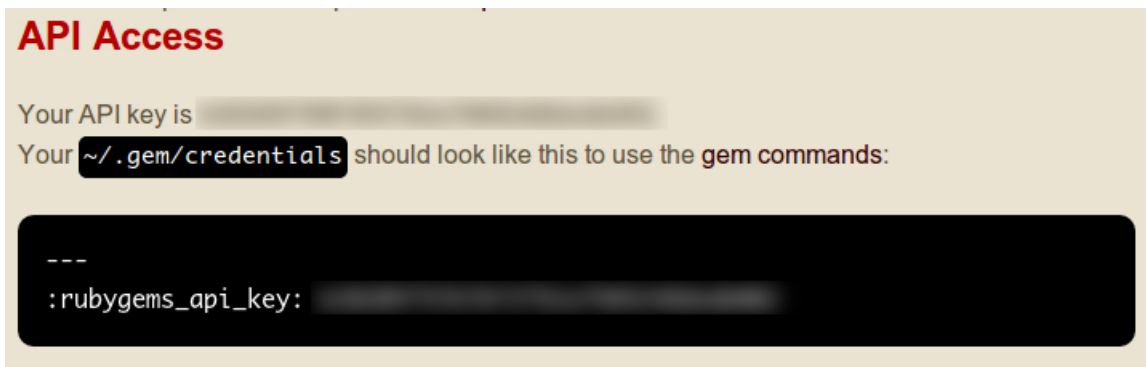 API Access
Your API key is
Your ~/.gem/credentials should look like this to use the gem commands:
---
:rubygems_api_key: